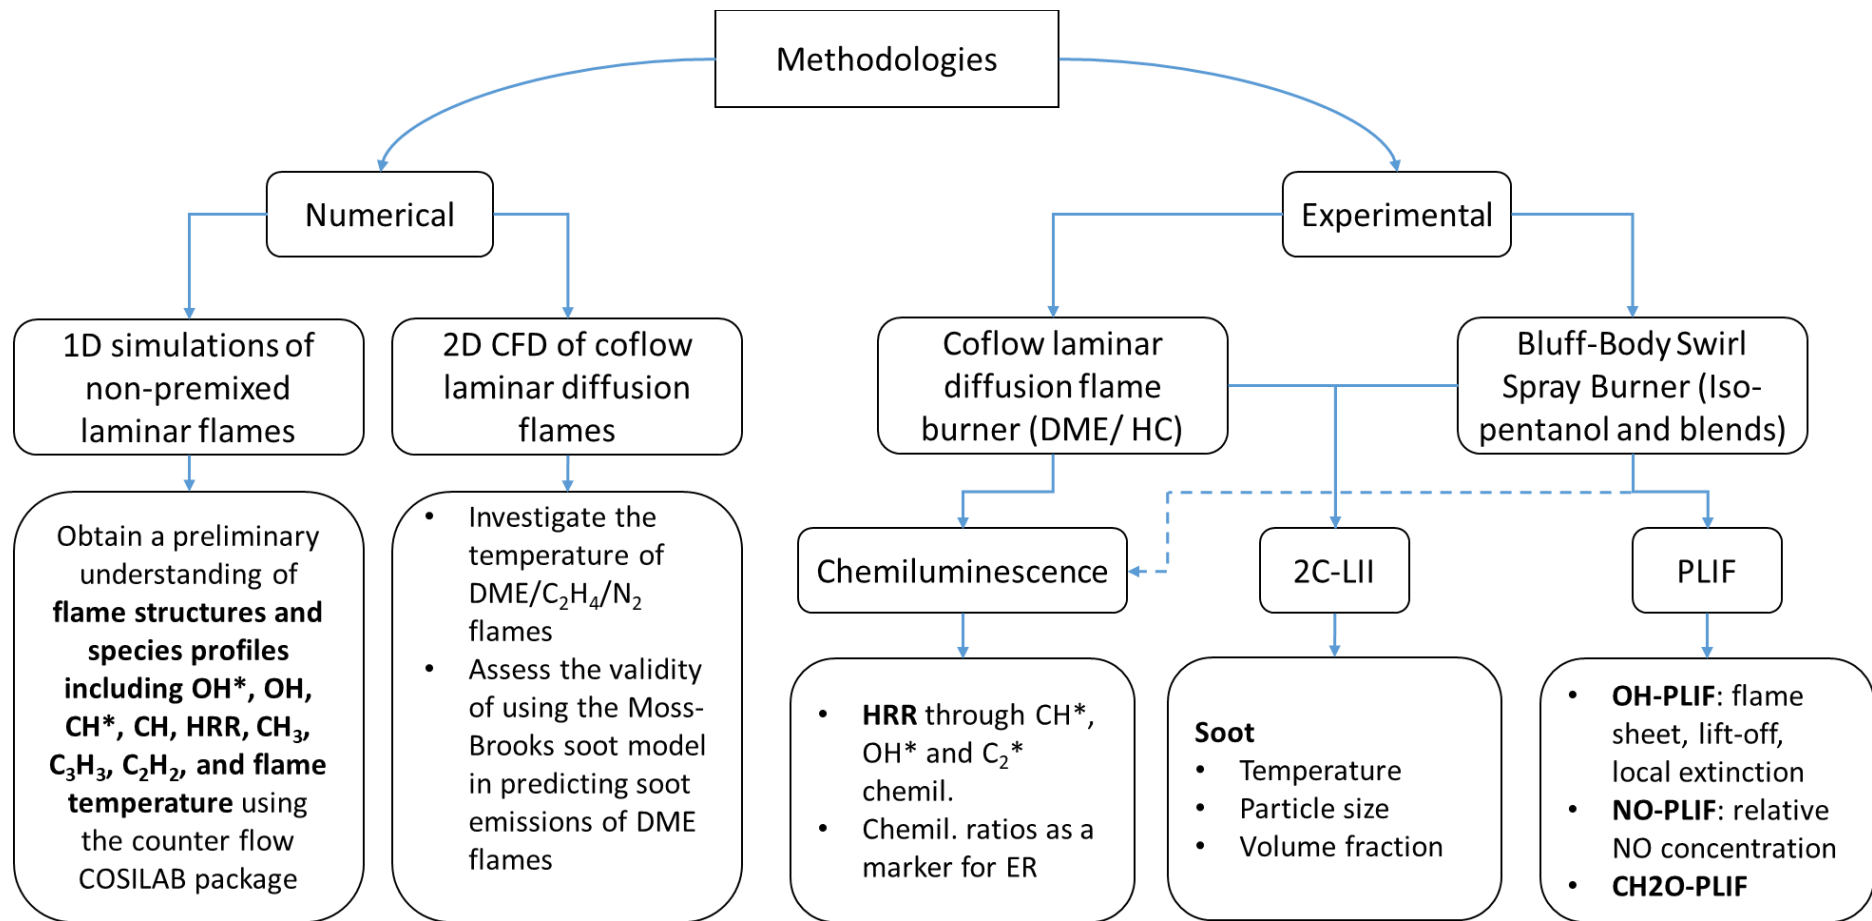 Methodologies
Numerical
Experimental
1D simulations of
non-premixed
laminar flames
2D CFD of coflow
laminar diffusion
flames
Coflow laminar
diffusion flame
burner (DME/ HC)
Bluff-Body Swirl
Spray Burner (Iso-
pentanol and blends)
Obtain a preliminary
understanding of
flame structures and
species profiles
including OH*, OH,
CH*, CH, HRR, CH₃,
C₃H₃, C₂H₂, and flame
temperature using
the counter flow
COSILAB package
• Investigate the
temperature of
DME/C₂H₄/N₂
flames
• Assess the validity
of using the Moss-
Brooks soot model
in predicting soot
emissions of DME
flames
Chemiluminescence
2C-LII
PLIF
• HRR through CH*,
OH* and C₂*
chemil.
• Chemil. ratios as a
marker for ER
Soot
• Temperature
• Particle size
• Volume fraction
• OH-PLIF: flame
sheet, lift-off,
local extinction
• NO-PLIF: relative
NO concentration
• CH2O-PLIF